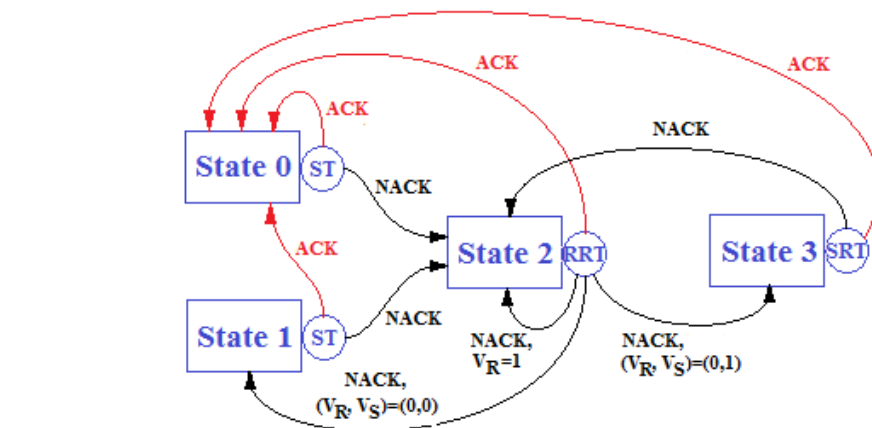 ACK
ACK
ACK
NACK
State 0
ST
NACK
State 2
RRT
State 3
SRT
ACK
NACK
State 1
ST
NACK,
VR=1
NACK,
(VR, VS)=(0,1)
NACK,
(VR, VS)=(0,0)